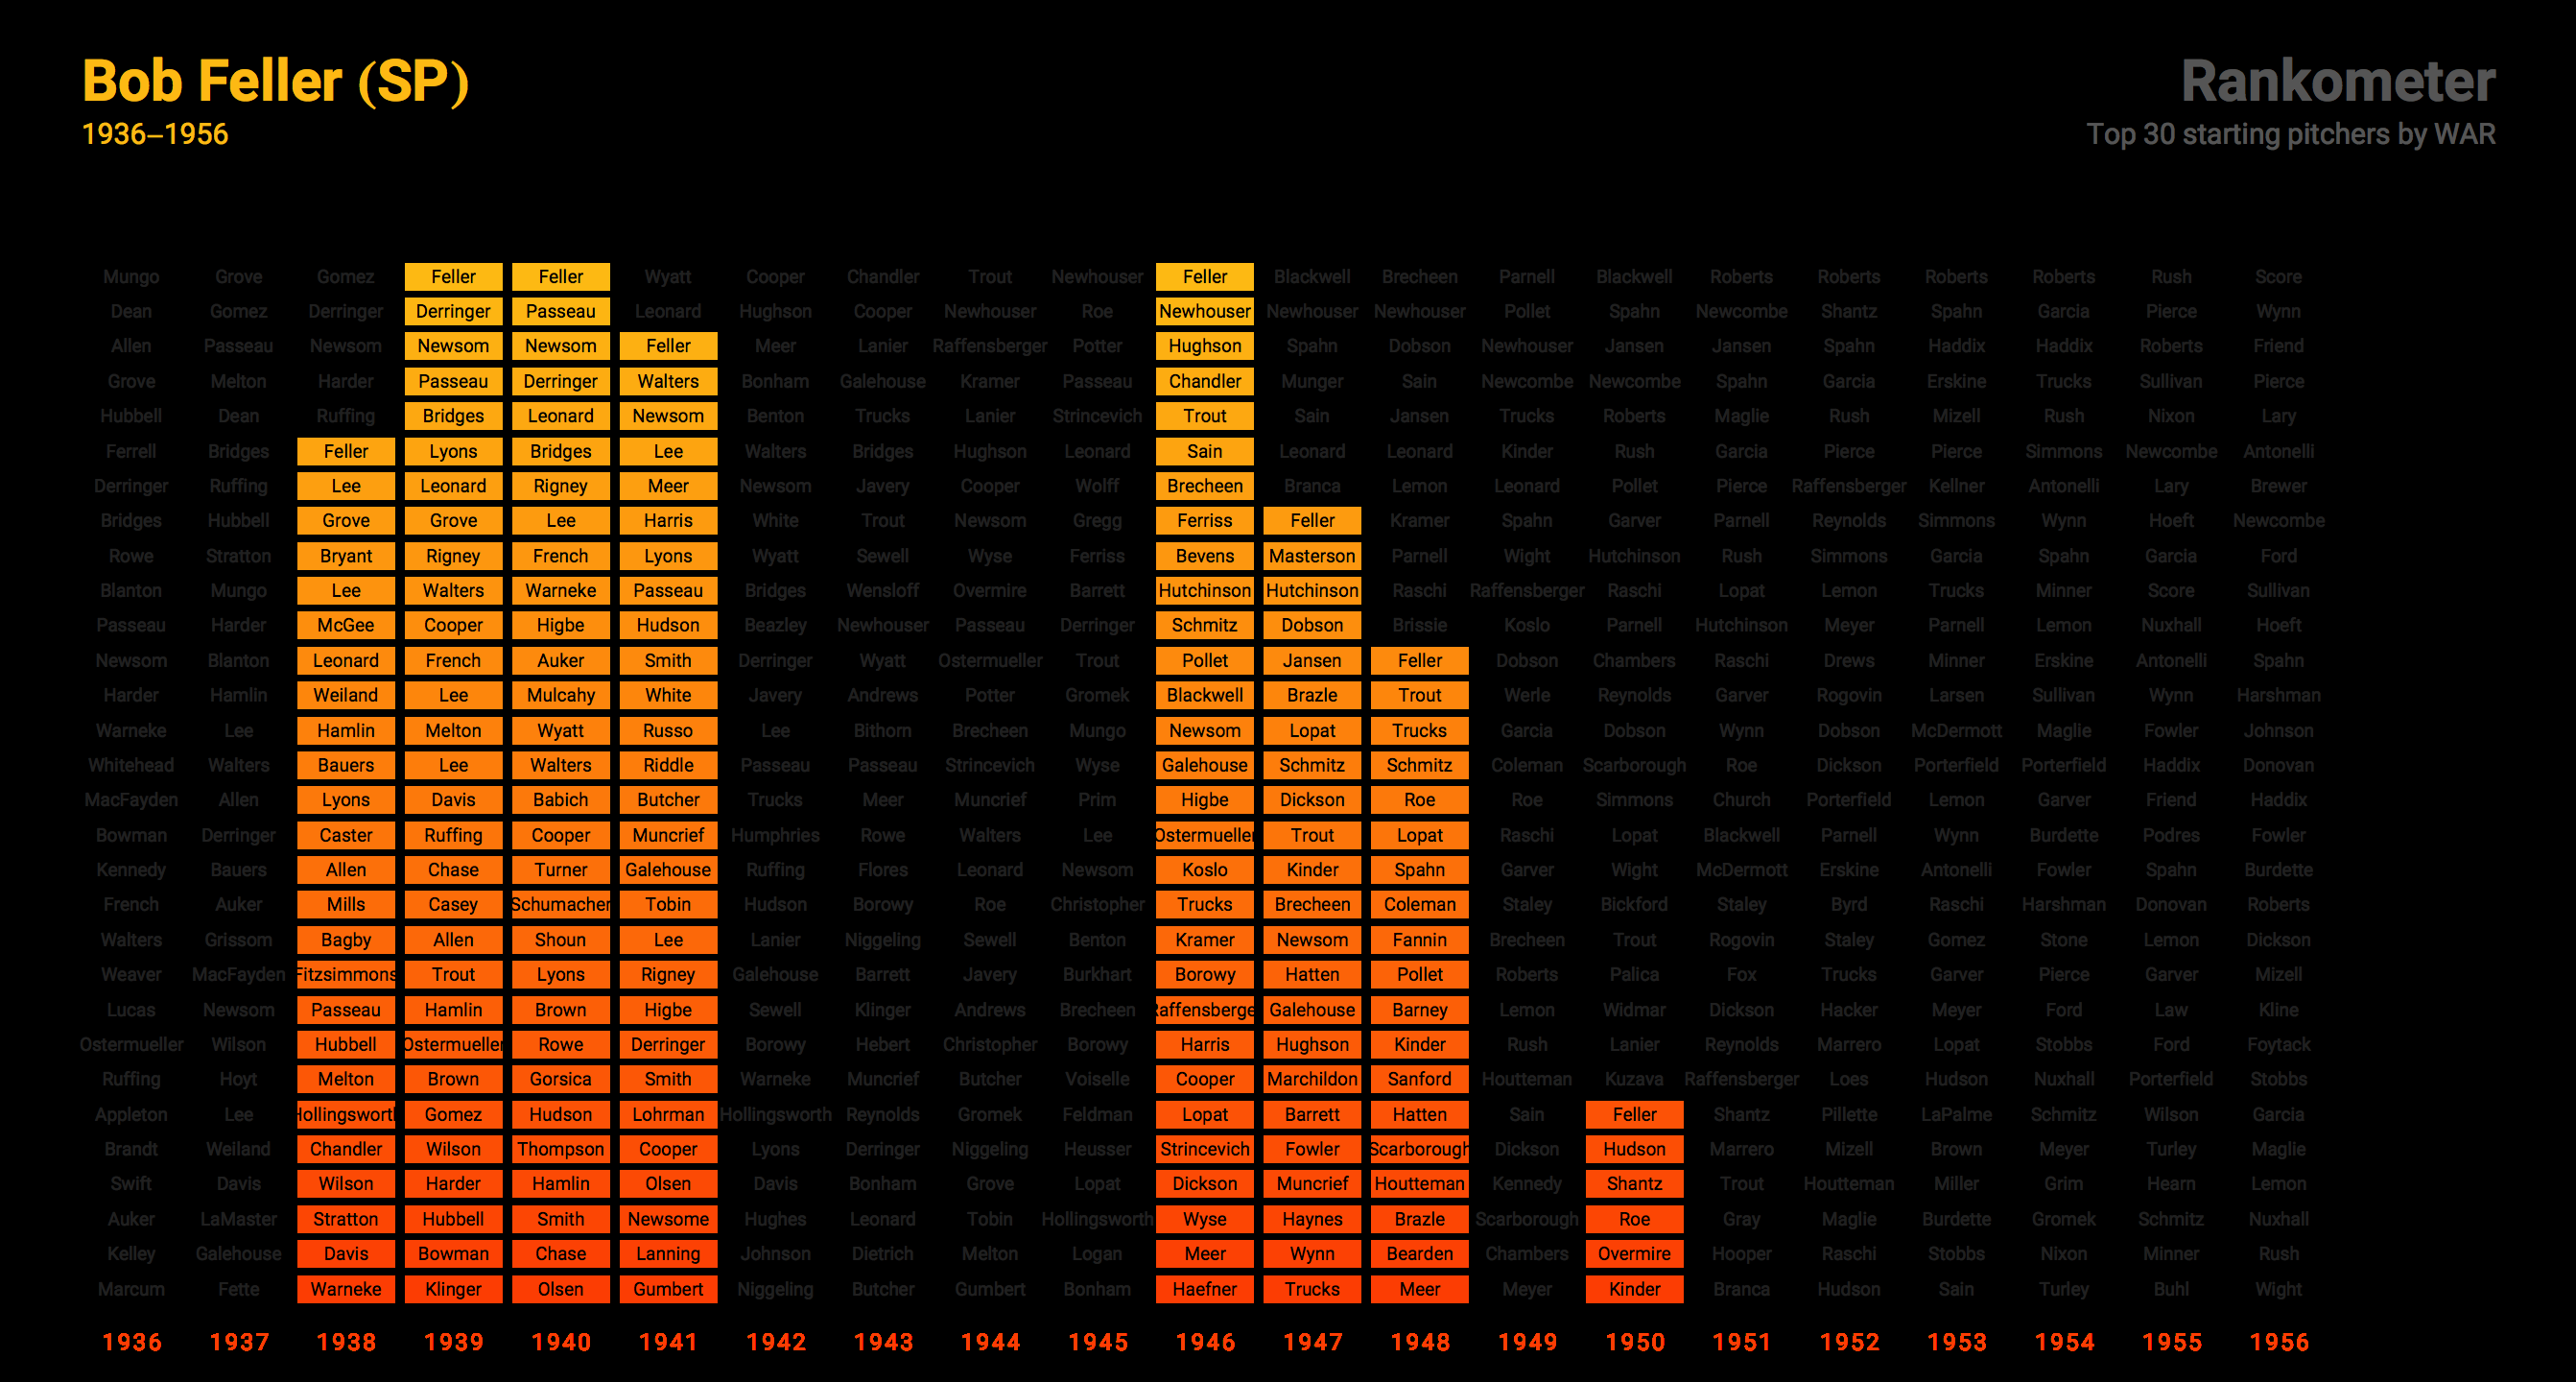 Bob Feller (SP)
1936–1956
Rankometer
Top 30 starting pitchers by WAR
Mungo Grove Gomez Feller Feller Wyatt Cooper Chandler Trout Newhouser Feller Blackwell Brecheen Parnell Blackwell Roberts Roberts Roberts Roberts Rush Score
Dean Gomez Derringer Derringer Passeau Leonard Hughson Cooper Newhouser Roe Newhouser Newhouser Newhouser Pollet Spahn Newcombe Shantz Spahn Garcia Pierce Wynn
Allen Passeau Newsom Newsom Newsom Feller Meer Lanier Raffensberger Potter Hughson Spahn Dobson Newhouser Jansen Jansen Spahn Haddix Haddix Roberts Friend
Grove Melton Harder Passeau Derringer Walters Bonham Galehouse Kramer Passeau Chandler Munger Sain Newcombe Newcombe Spahn Garcia Erskine Trucks Sullivan Pierce
Hubbell Dean Ruffing Bridges Leonard Newsom Benton Trucks Lanier Strincevich Trout Sain Jansen Trucks Roberts Maglie Rush Mizell Rush Nixon Lary
Ferrell Bridges Feller Lyons Bridges Lee Walters Bridges Hughson Leonard Sain Leonard Leonard Kinder Rush Garcia Pierce Pierce Simmons Newcombe Antonelli
Derringer Ruffing Lee Leonard Rigney Meer Newsom Javery Cooper Wolff Brecheen Branca Lemon Leonard Pollet Pierce Raffensberger Kellner Antonelli Lary Brewer
Bridges Hubbell Grove Grove Lee Harris White Trout Newsom Gregg Ferriss Feller Kramer Spahn Garver Parnell Reynolds Simmons Wynn Hoeft Newcombe
Rowe Stratton Bryant Rigney French Lyons Wyatt Sewell Wyse Ferriss Bevens Masterson Parnell Wight Hutchinson Rush Simmons Garcia Spahn Garcia Ford
Blanton Mungo Lee Walters Warneke Passeau Bridges Wensloff Overmire Barrett Hutchinson Hutchinson Raschi Raffensberger Raschi Lopat Lemon Trucks Minner Score Sullivan
Passeau Harder McGee Cooper Higbe Hudson Beazley Newhouser Passeau Derringer Schmitz Dobson Brissie Koslo Parnell Hutchinson Meyer Parnell Lemon Nuxhall Hoeft
Newsom Blanton Leonard French Auker Smith Derringer Wyatt Ostermueller Trout Pollet Jansen Feller Dobson Chambers Raschi Drews Minner Erskine Antonelli Spahn
Harder Hamlin Weiland Lee Mulcahy White Javery Andrews Potter Gromek Blackwell Brazle Trout Werle Reynolds Garver Rogovin Larsen Sullivan Wynn Harshman
Warneke Lee Hamlin Melton Wyatt Russo Lee Bithorn Brecheen Mungo Newsom Lopat Trucks Garcia Dobson Wynn Dobson McDermott Maglie Fowler Johnson
Whitehead Walters Bauers Lee Walters Riddle Passeau Passeau Strincevich Wyse Galehouse Schmitz Schmitz Coleman Scarborough Roe Dickson Porterfield Porterfield Haddix Donovan
MacFayden Allen Lyons Davis Babich Butcher Trucks Meer Muncrief Prim Higbe Dickson Roe Roe Simmons Church Porterfield Lemon Garver Friend Haddix
Bowman Derringer Caster Ruffing Cooper Muncrief Humphries Rowe Walters Lee Ostermueller Trout Lopat Raschi Lopat Blackwell Parnell Wynn Burdette Podres Fowler
Kennedy Bauers Allen Chase Turner Galehouse Ruffing Flores Leonard Newsom Koslo Kinder Spahn Garver Wight McDermott Erskine Antonelli Fowler Spahn Burdette
French Auker Mills Casey Schumacher Tobin Hudson Borowy Roe Christopher Trucks Brecheen Coleman Staley Bickford Staley Byrd Raschi Harshman Donovan Roberts
Walters Grissom Bagby Allen Shoun Lee Lanier Niggeling Sewell Benton Kramer Newsom Fannin Brecheen Trout Rogovin Staley Gomez Stone Lemon Dickson
Weaver MacFayden Fitzsimmons Trout Lyons Rigney Galehouse Barrett Javery Burkhart Borowy Hatten Pollet Roberts Palica Fox Trucks Garver Pierce Garver Mizell
Lucas Newsom Passeau Hamlin Brown Higbe Sewell Klinger Andrews Brecheen Raffensberge Galehouse Barney Lemon Widmar Dickson Hacker Meyer Ford Law Kline
Ostermueller Wilson Hubbell Ostermueller Rowe Derringer Borowy Hebert Christopher Borowy Harris Hughson Kinder Rush Lanier Reynolds Marrero Lopat Stobbs Ford Foytack
Ruffing Hoyt Melton Brown Gorsica Smith Warneke Muncrief Butcher Voiselle Cooper Marchildon Sanford Houtteman Kuzava Raffensberger Loes Hudson Nuxhall Porterfield Stobbs
Appleton Lee Hollingsworth Gomez Hudson Lohrman Hollingsworth Reynolds Gromek Feldman Lopat Barrett Hatten Sain Feller Shantz Pillette LaPalme Schmitz Wilson Garcia
Brandt Weiland Chandler Wilson Thompson Cooper Lyons Derringer Niggeling Heusser Strincevich Fowler Scarborough Dickson Hudson Marrero Mizell Brown Meyer Turley Maglie
Swift Davis Wilson Harder Hamlin Olsen Davis Bonham Grove Lopat Dickson Muncrief Houtteman Kennedy Shantz Trout Houtteman Miller Grim Hearn Lemon
Auker LaMaster Stratton Hubbell Smith Newsome Hughes Leonard Tobin Hollingsworth Wyse Haynes Brazle Scarborough Roe Gray Maglie Burdette Gromek Schmitz Nuxhall
Kelley Galehouse Davis Bowman Chase Lanning Johnson Dietrich Melton Logan Meer Wynn Bearden Chambers Overmire Hooper Raschi Stobbs Nixon Minner Rush
Marcum Fette Warneke Klinger Olsen Gumbert Niggeling Butcher Gumbert Bonham Haefner Trucks Meer Meyer Kinder Branca Hudson Sain Turley Buhl Wight
1936 1937 1938 1939 1940 1941 1942 1943 1944 1945 1946 1947 1948 1949 1950 1951 1952 1953 1954 1955 1956